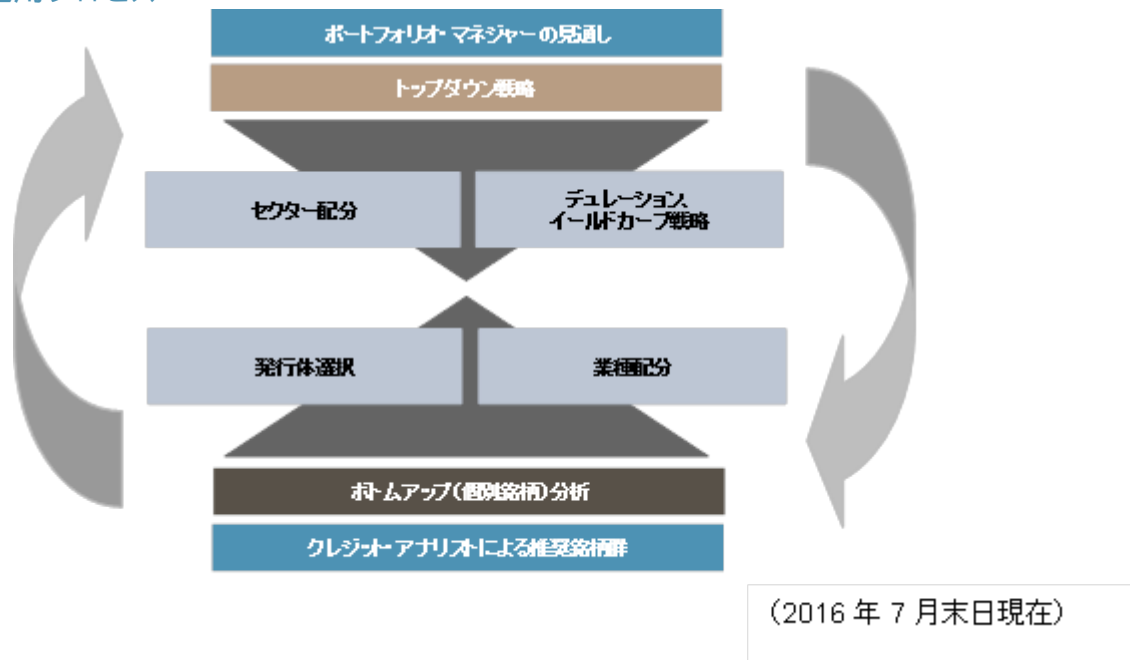 ポートフォリオ・マネジャーの見通し
トップダウン戦略
セクター配分
デュレーション、
イールドカーブ戦略
発行体選択
業種配分
ボトムアップ(個別銘柄)分析
クレジット・アナリストによる推奨銘柄群
(2016 年 7 月末日現在)